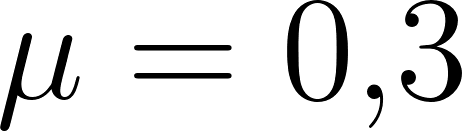 μ = 0,3